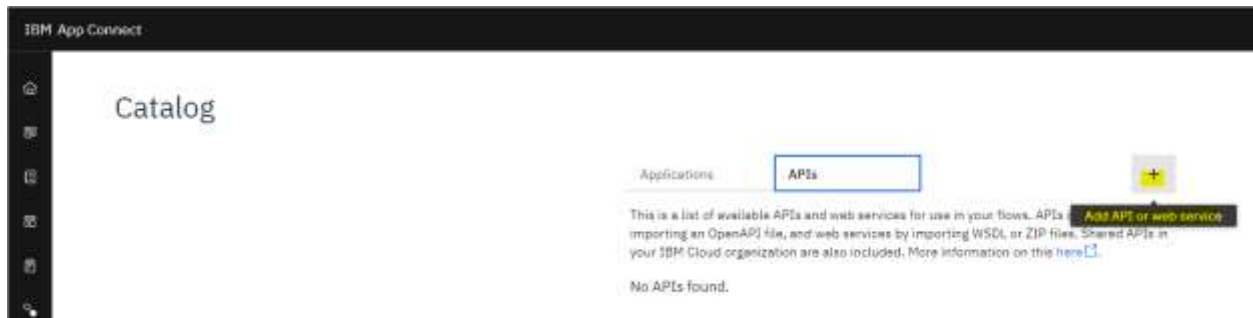 IBM App Connect
Catalog
Applications
APIs
+
Add API or web service
This is a list of available APIs and web services for use in your flows. APIs
importing an OpenAPI file, and web services by importing WSDL or ZIP files. Shared APIs in
your IBM Cloud organization are also included. More information on this here.
No APIs found.